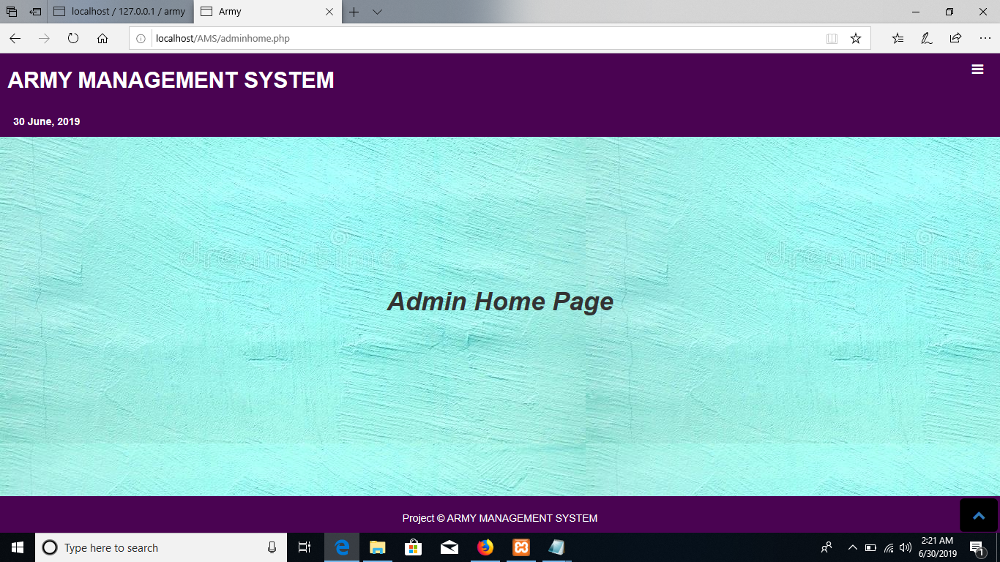 localhost / 127.0.0.1 / army
Army
localhost/AMS/adminhome.php
ARMY MANAGEMENT SYSTEM
30 June, 2019
dreamstime.
dreamstime.
Admin Home Page
Project © ARMY MANAGEMENT SYSTEM
Type here to search
2:21 AM
6/30/2019
1